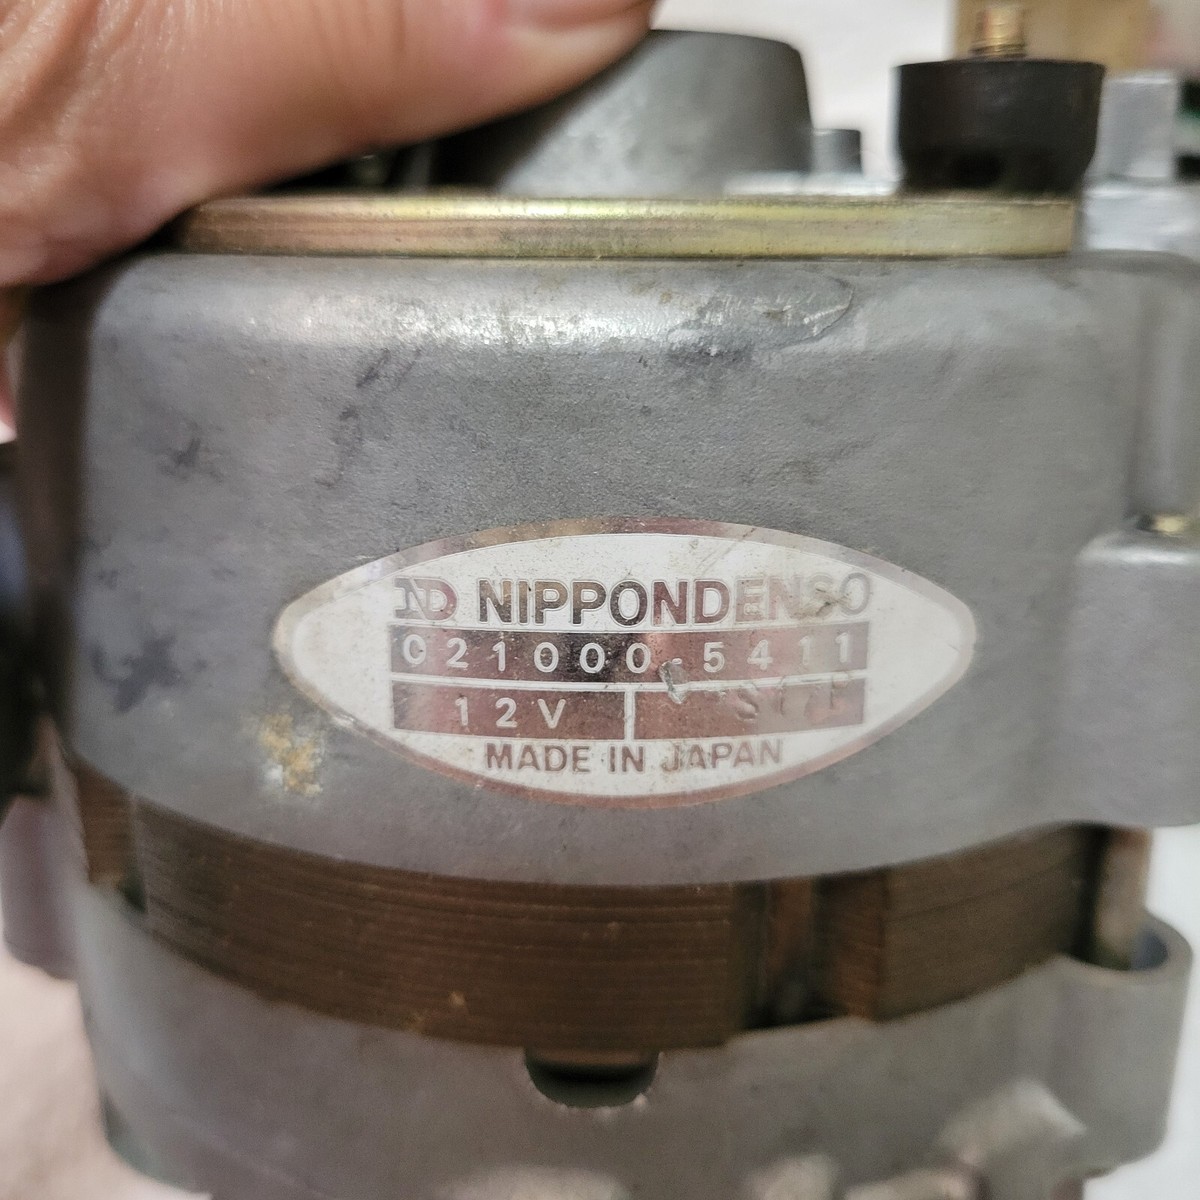 ND NIPPONDENSO
021000-5411
12V
MADE IN JAPAN